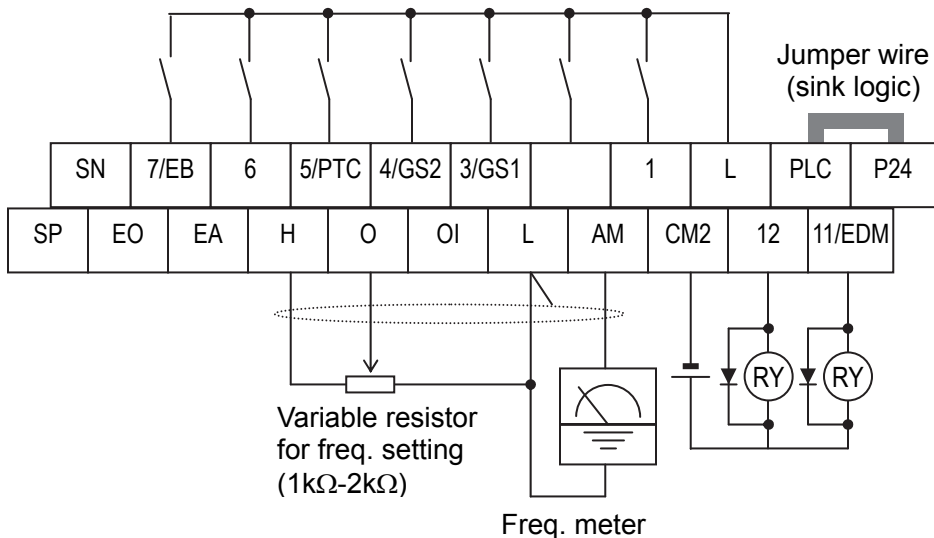 Jumper wire
(sink logic)
SN 7/EB 6 5/PTC 4/GS2 3/GS1 1 L PLC P24
SP EO EA H O OI L AM CM2 12 11/EDM
RY RY
Variable resistor
for freq. setting
(1kΩ-2kΩ)
Freq. meter